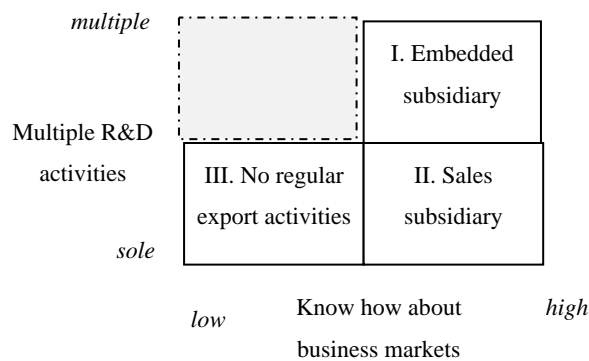 multiple
I. Embedded
subsidiary
Multiple R&D
activities
III. No regular
export activities
II. Sales
subsidiary
sole
low
Know how about
business markets
high